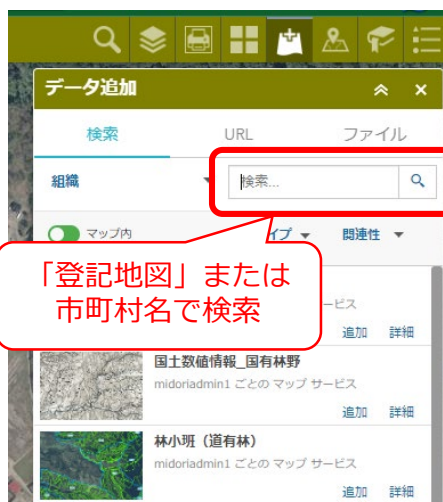 データ追加
検索
URL
ファイル
組織
検索...
マップ内
イプ
関連性
「登記地図」または
市町村名で検索
ービス
追加 詳細
国土数値情報_国有林野
midoriadmin1 ごとの マップ サービス
追加 詳細
林小班（道有林）
midoriadmin1 ごとの マップ サービス
追加 詳細